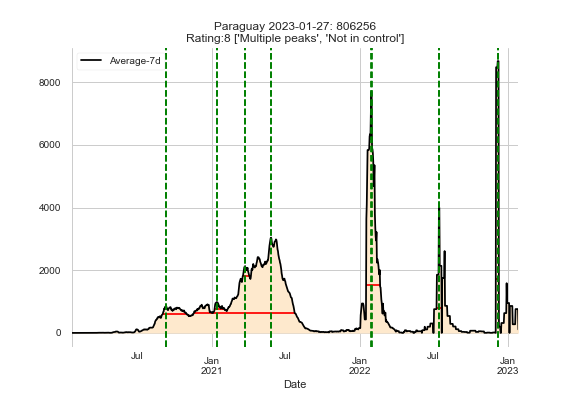 Paraguay 2023-01-27: 806256
Rating:8 ['Multiple peaks', 'Not in control']
Average-7d
8000
6000
4000
2000
0
Jul
Jan
2021
Jul
Jan
2022
Jul
Jan
2023
Date